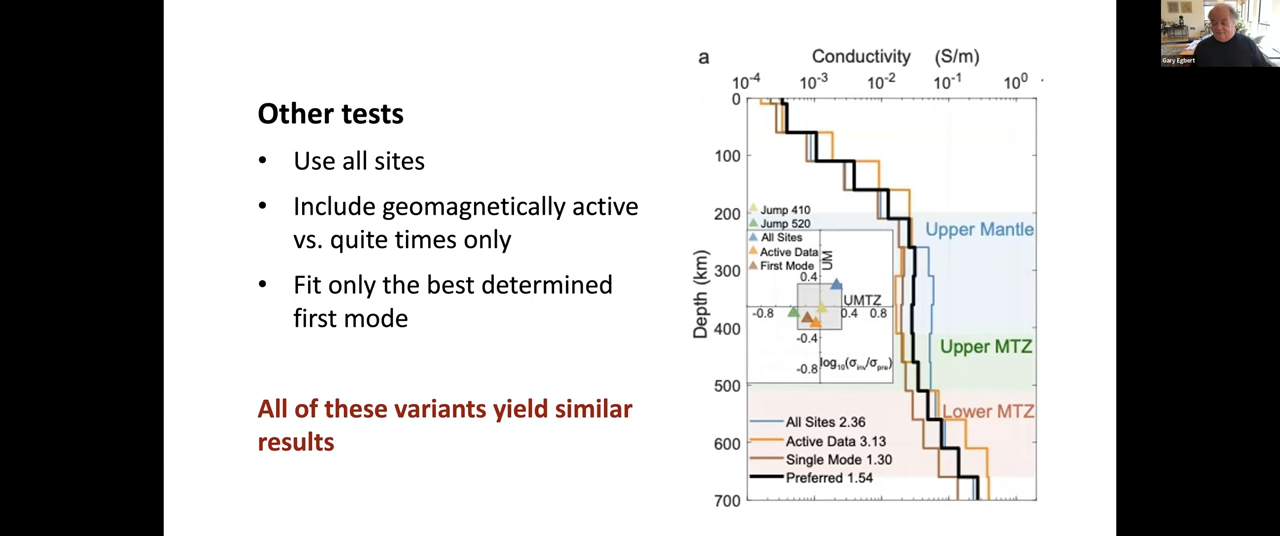 Other tests
• Use all sites
• Include geomagnetically active
vs. quite times only
• Fit only the best determined
first mode
All of these variants yield similar
results
a
Conductivity (S/m)
10⁻⁴ 10⁻³ 10⁻² 10⁻¹ 10⁰
Depth (km)
0
100
200
300
400
500
600
700
Jump 410
Jump 520
All Sites
Active Data
First Mode
UM
0.4
UMTZ
-0.8
0.4 0.8
-0.4
-0.8
log₁₀(σinv/σpre)
Upper Mantle
Upper MTZ
Lower MTZ
All Sites 2.36
Active Data 3.13
Single Mode 1.30
Preferred 1.54
Gary Egbert